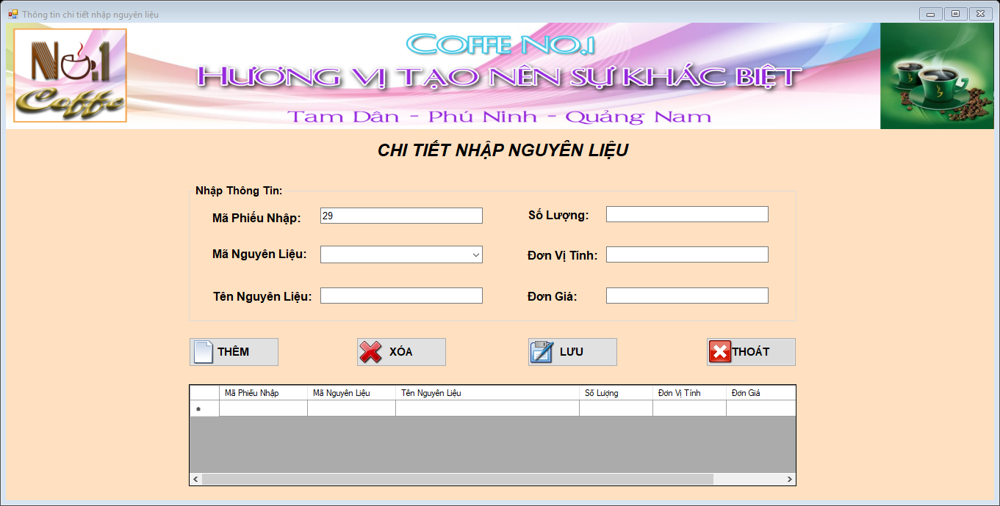 Thông tin chi tiết nhập nguyên liệu
No.1
Coffe
COFFE NO.1
HƯƠNG VỊ TẠO NÊN SỰ KHÁC BIỆT
Tam Dân - Phú Ninh - Quảng Nam
CHI TIẾT NHẬP NGUYÊN LIỆU
Nhập Thông Tin:
Mã Phiếu Nhập: 29 Số Lượng:
Mã Nguyên Liệu: Đơn Vị Tính:
Tên Nguyên Liệu: Đơn Giá:
THÊM XÓA LƯU THOÁT
Mã Phiếu Nhập Mã Nguyên Liệu Tên Nguyên Liệu Số Lượng Đơn Vị Tính Đơn Giá
*